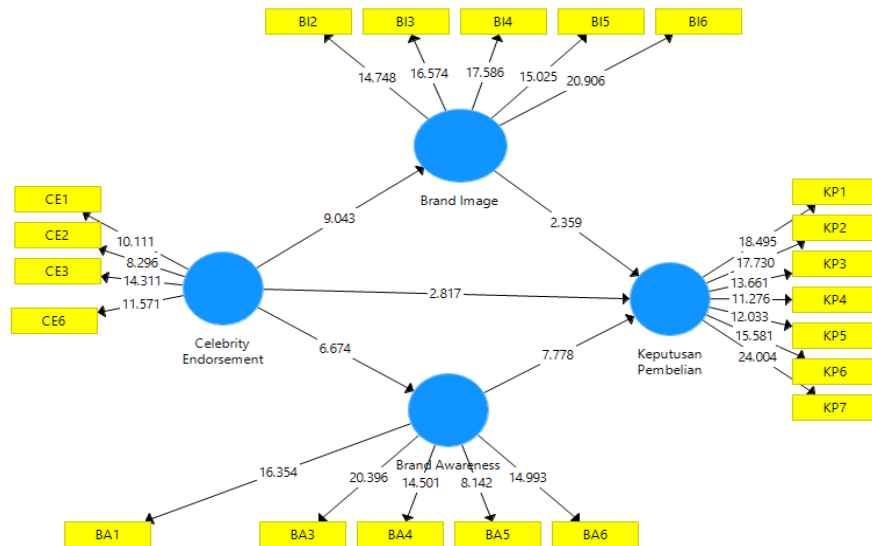 BI2 BI3 BI4 BI5 BI6
14.748 16.574 17.586 15.025 20.906
Brand Image
CE1
CE2
CE3
CE6
10.111
8.296
14.311
11.571
Celebrity
Endorsement
9.043
2.359
2.817
6.674
7.778
KP1
KP2
KP3
KP4
KP5
KP6
KP7
18.495
17.730
13.661
11.276
12.033
15.581
24.004
Keputusan
Pembelian
Brand Awareness
16.354 20.396 14.501 8.142 14.993
BA1 BA3 BA4 BA5 BA6